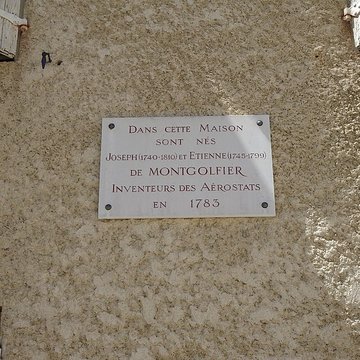 DANS CETTE MAISON
SONT NÉS
JOSEPH (1740-1810) ET ETIENNE (1745-1799)
DE MONTGOLFIER
INVENTEURS DES AÉROSTATS
EN 1783